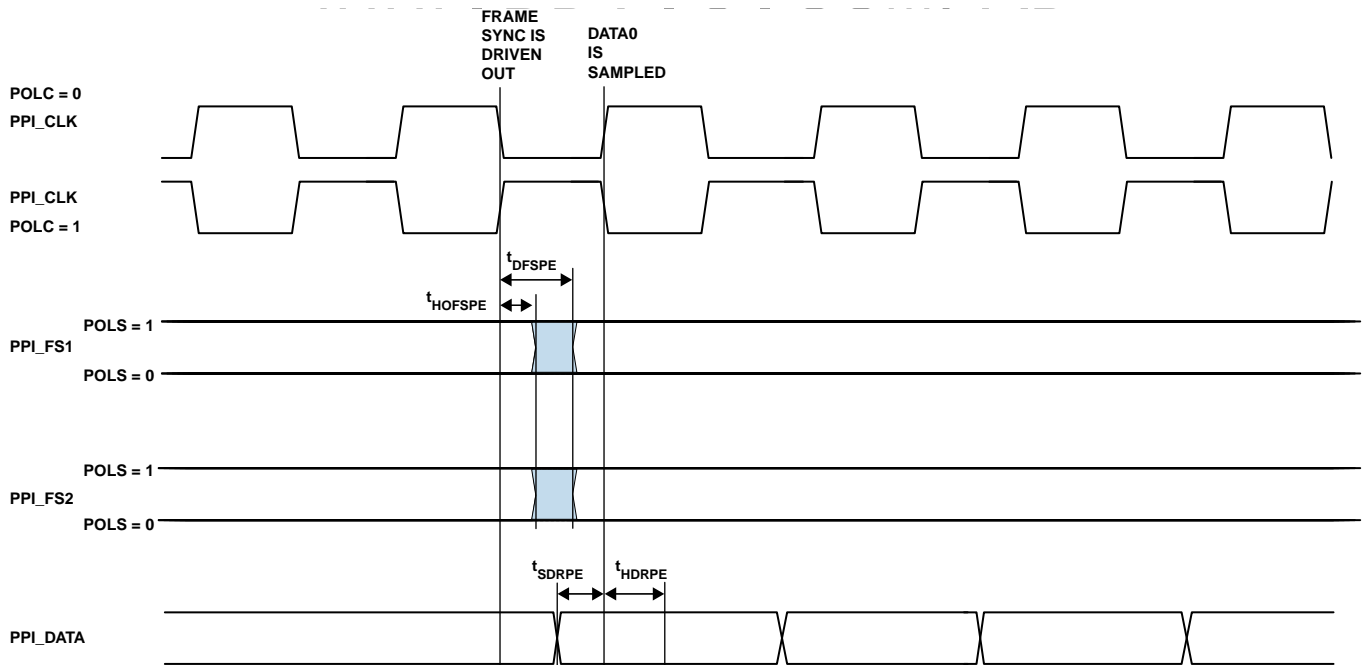 FRAME
SYNC IS
DRIVEN
OUT
DATA0
IS
SAMPLED
POLC = 0
PPI_CLK
PPI_CLK
POLC = 1
tDFSPE
tHOFSPE
POLS = 1
PPI_FS1
POLS = 0
POLS = 1
PPI_FS2
POLS = 0
tSDRPE
tHDRPE
PPI_DATA